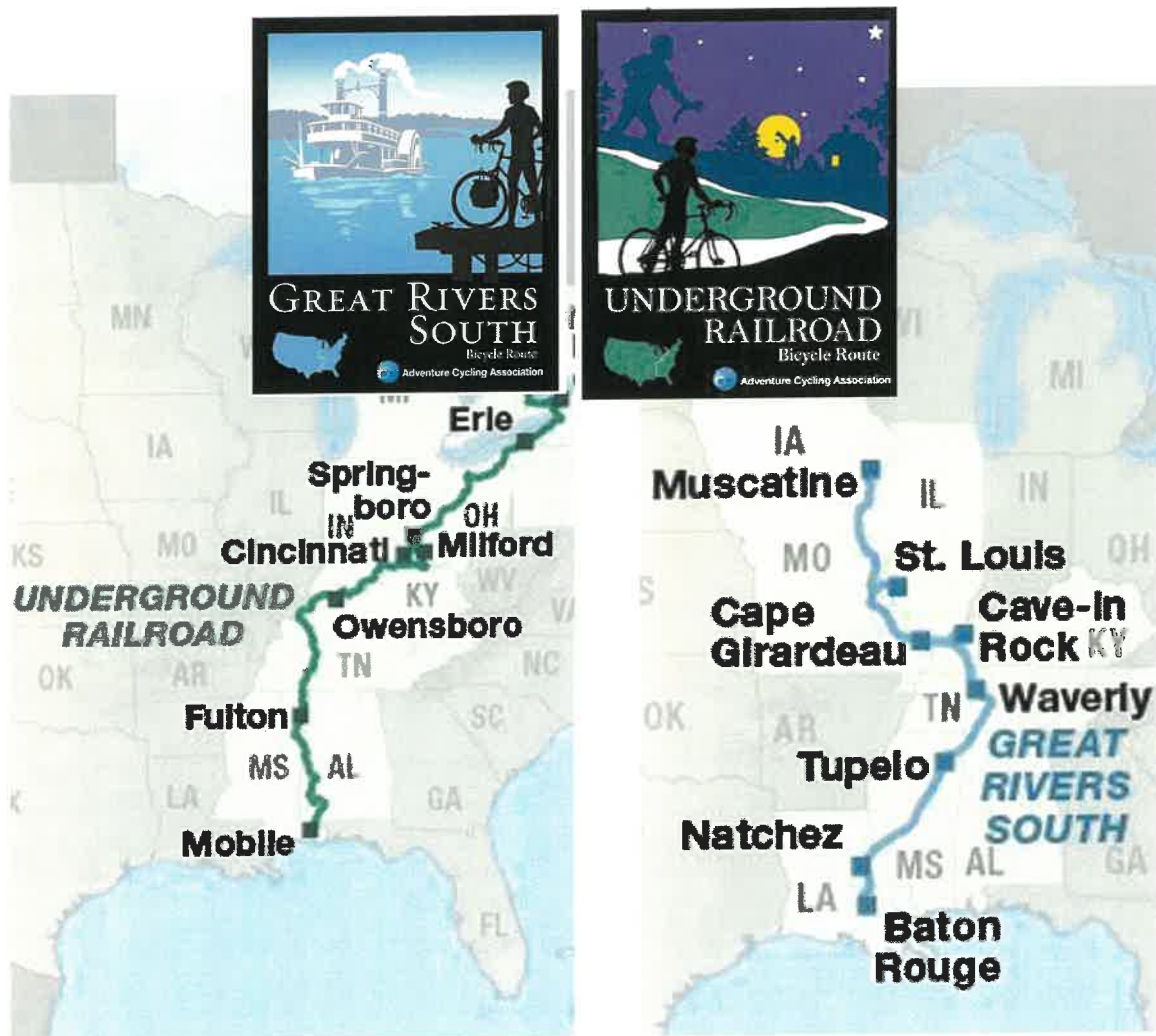 GREAT RIVERS
SOUTH
Bicycle Route
Adventure Cycling Association
UNDERGROUND
RAILROAD
Bicycle Route
Adventure Cycling Association
MN
MI
Erie
IA
Spring-
boro
IL
IN
OH
KS
MO
Cincinnati
Milford
WV
UNDERGROUND
RAILROAD
KY
VA
Owensboro
TN
NC
OK
AR
Fulton
SC
MS
AL
LA
GA
Mobile
FL
WI
MI
IA
Muscatine
IL
IN
MO
St. Louis
OH
Cape
Girardeau
Cave-in
Rock
KY
TN
Waverly
OK
AR
GREAT
RIVERS
SOUTH
Tupelo
Natchez
MS
AL
GA
LA
Baton
Rouge